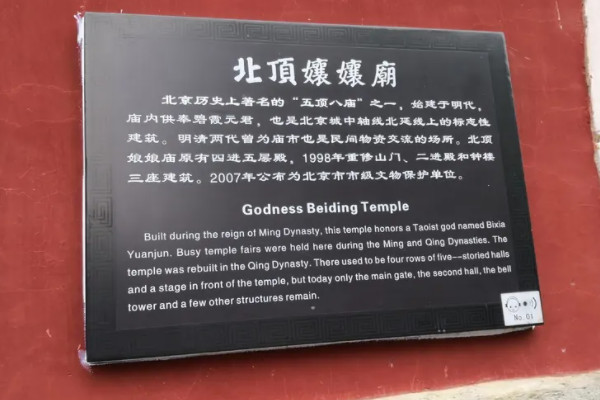 北頂孃孃廟
北京历史上著名的“五顶八庙”之一，始建于明代，
庙内供奉碧霞元君，也是北京城中轴线北延线上的标志性
建筑。明清两代曾为庙市也是民间物资交流的场所。北顶
娘娘庙原有四进五层殿，1998年重修山门、二进殿和钟楼
三座建筑。2007年公布为北京市市级文物保护单位。
Godness Beiding Temple
Built during the reign of Ming Dynasty, this temple honors a Taoist god named Bixia
Yuanjun. Busy temple fairs were held here during the Ming and Qing Dynasties. The
temple was rebuilt in the Qing Dynasty. There used to be four rows of five--storied halls
and a stage in front of the temple, but today only the main gate, the second hall, the bell
tower and a few other structures remain.
No.01